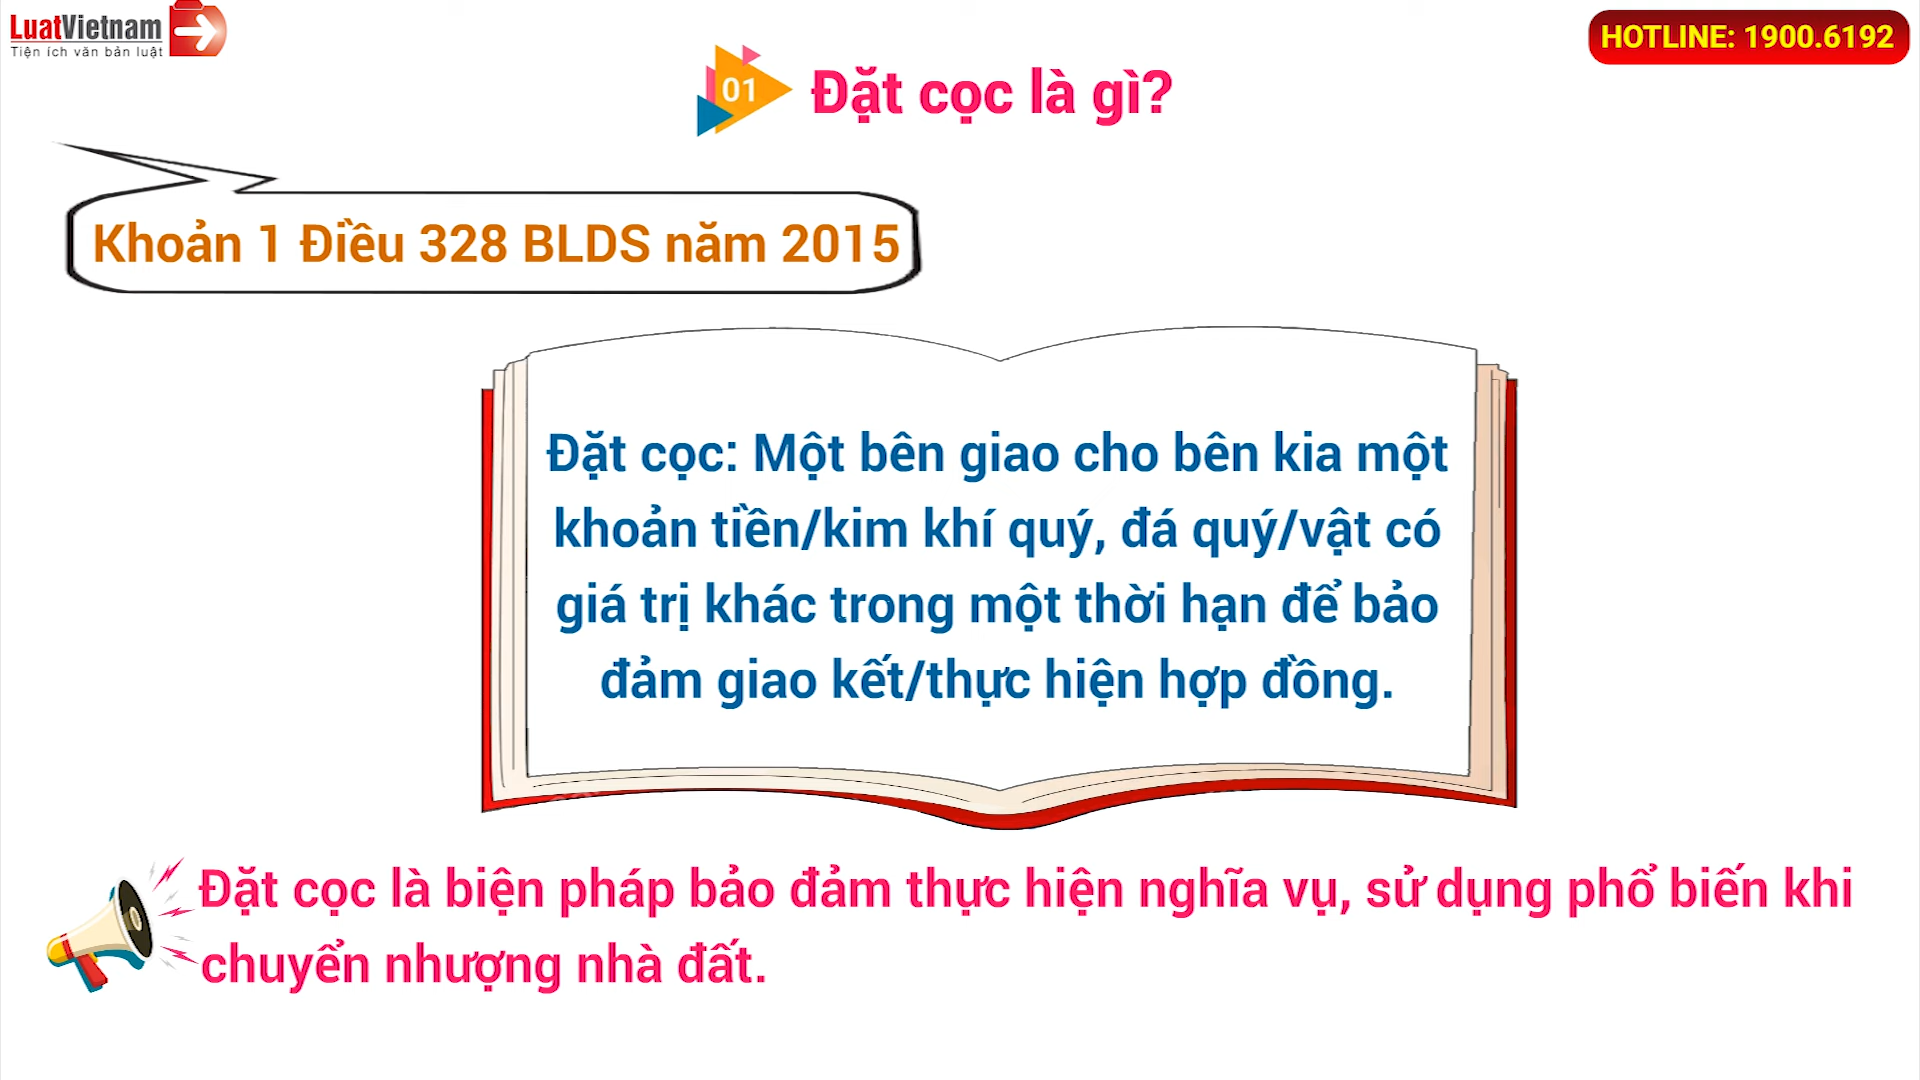 LuatVietnam
Tiện ích văn bản luật
HOTLINE: 1900.6192
01
Đặt cọc là gì?
Khoản 1 Điều 328 BLDS năm 2015
Đặt cọc: Một bên giao cho bên kia một
khoản tiền/kim khí quý, đá quý/vật có
giá trị khác trong một thời hạn để bảo
đảm giao kết/thực hiện hợp đồng.
Đặt cọc là biện pháp bảo đảm thực hiện nghĩa vụ, sử dụng phổ biến khi
chuyển nhượng nhà đất.